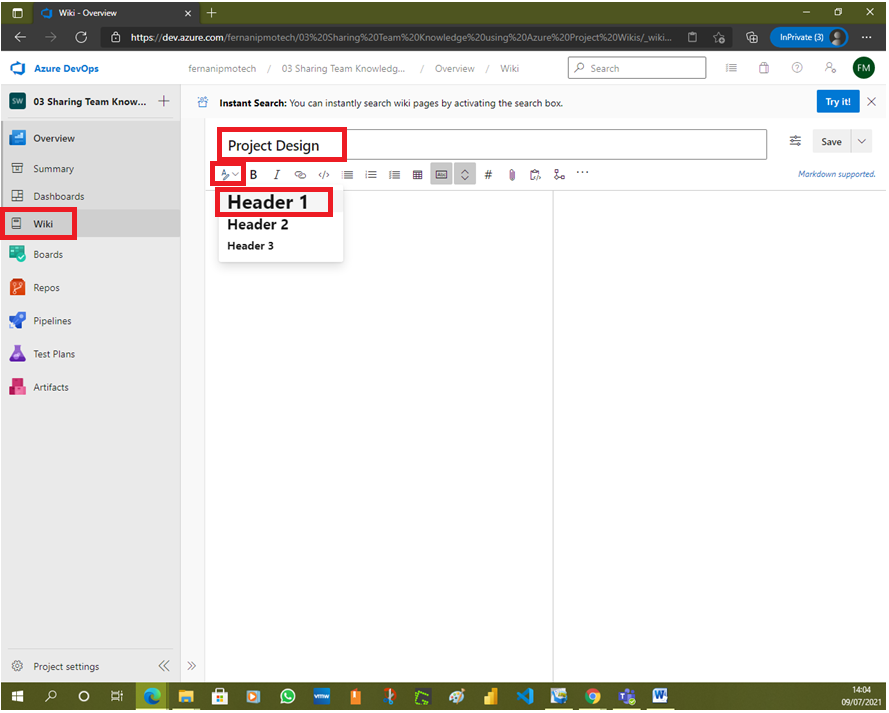 Wiki - Overview
https://dev.azure.com/fernanipmotech/03%20Sharing%20Team%20Knowledge%20using%20Azure%20Project%20Wikis/_wiki...
InPrivate (3)
Azure DevOps
fernanipmotech / 03 Sharing Team Knowledg... / Overview / Wiki
Search
FM
SW
03 Sharing Team Know...
Instant Search: You can instantly search wiki pages by activating the search box.
Try it!
Overview
Project Design
Save
Summary
B I </> # ...
Markdown supported.
Dashboards
Header 1
Wiki
Header 2
Header 3
Boards
Repos
Pipelines
Test Plans
Artifacts
Project settings
vmw
14:04
09/07/2021